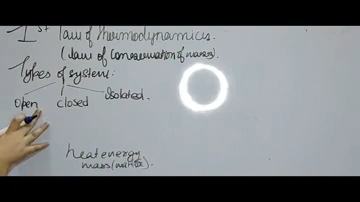 1st law of thermodynamics.
(law of conservation of mass).
Types of system:
open closed Isolated.
heat energy
mass (matter).